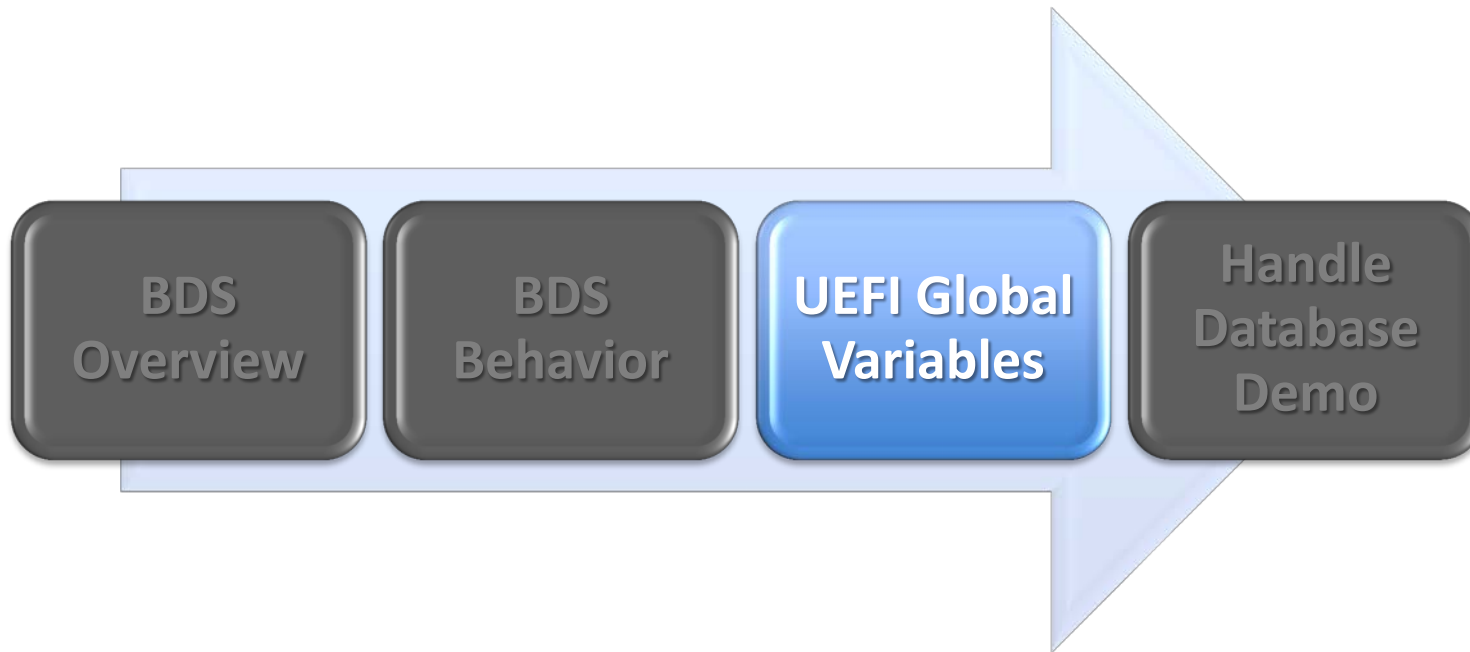 BDS
Overview
BDS
Behavior
UEFI Global
Variables
Handle
Database
Demo